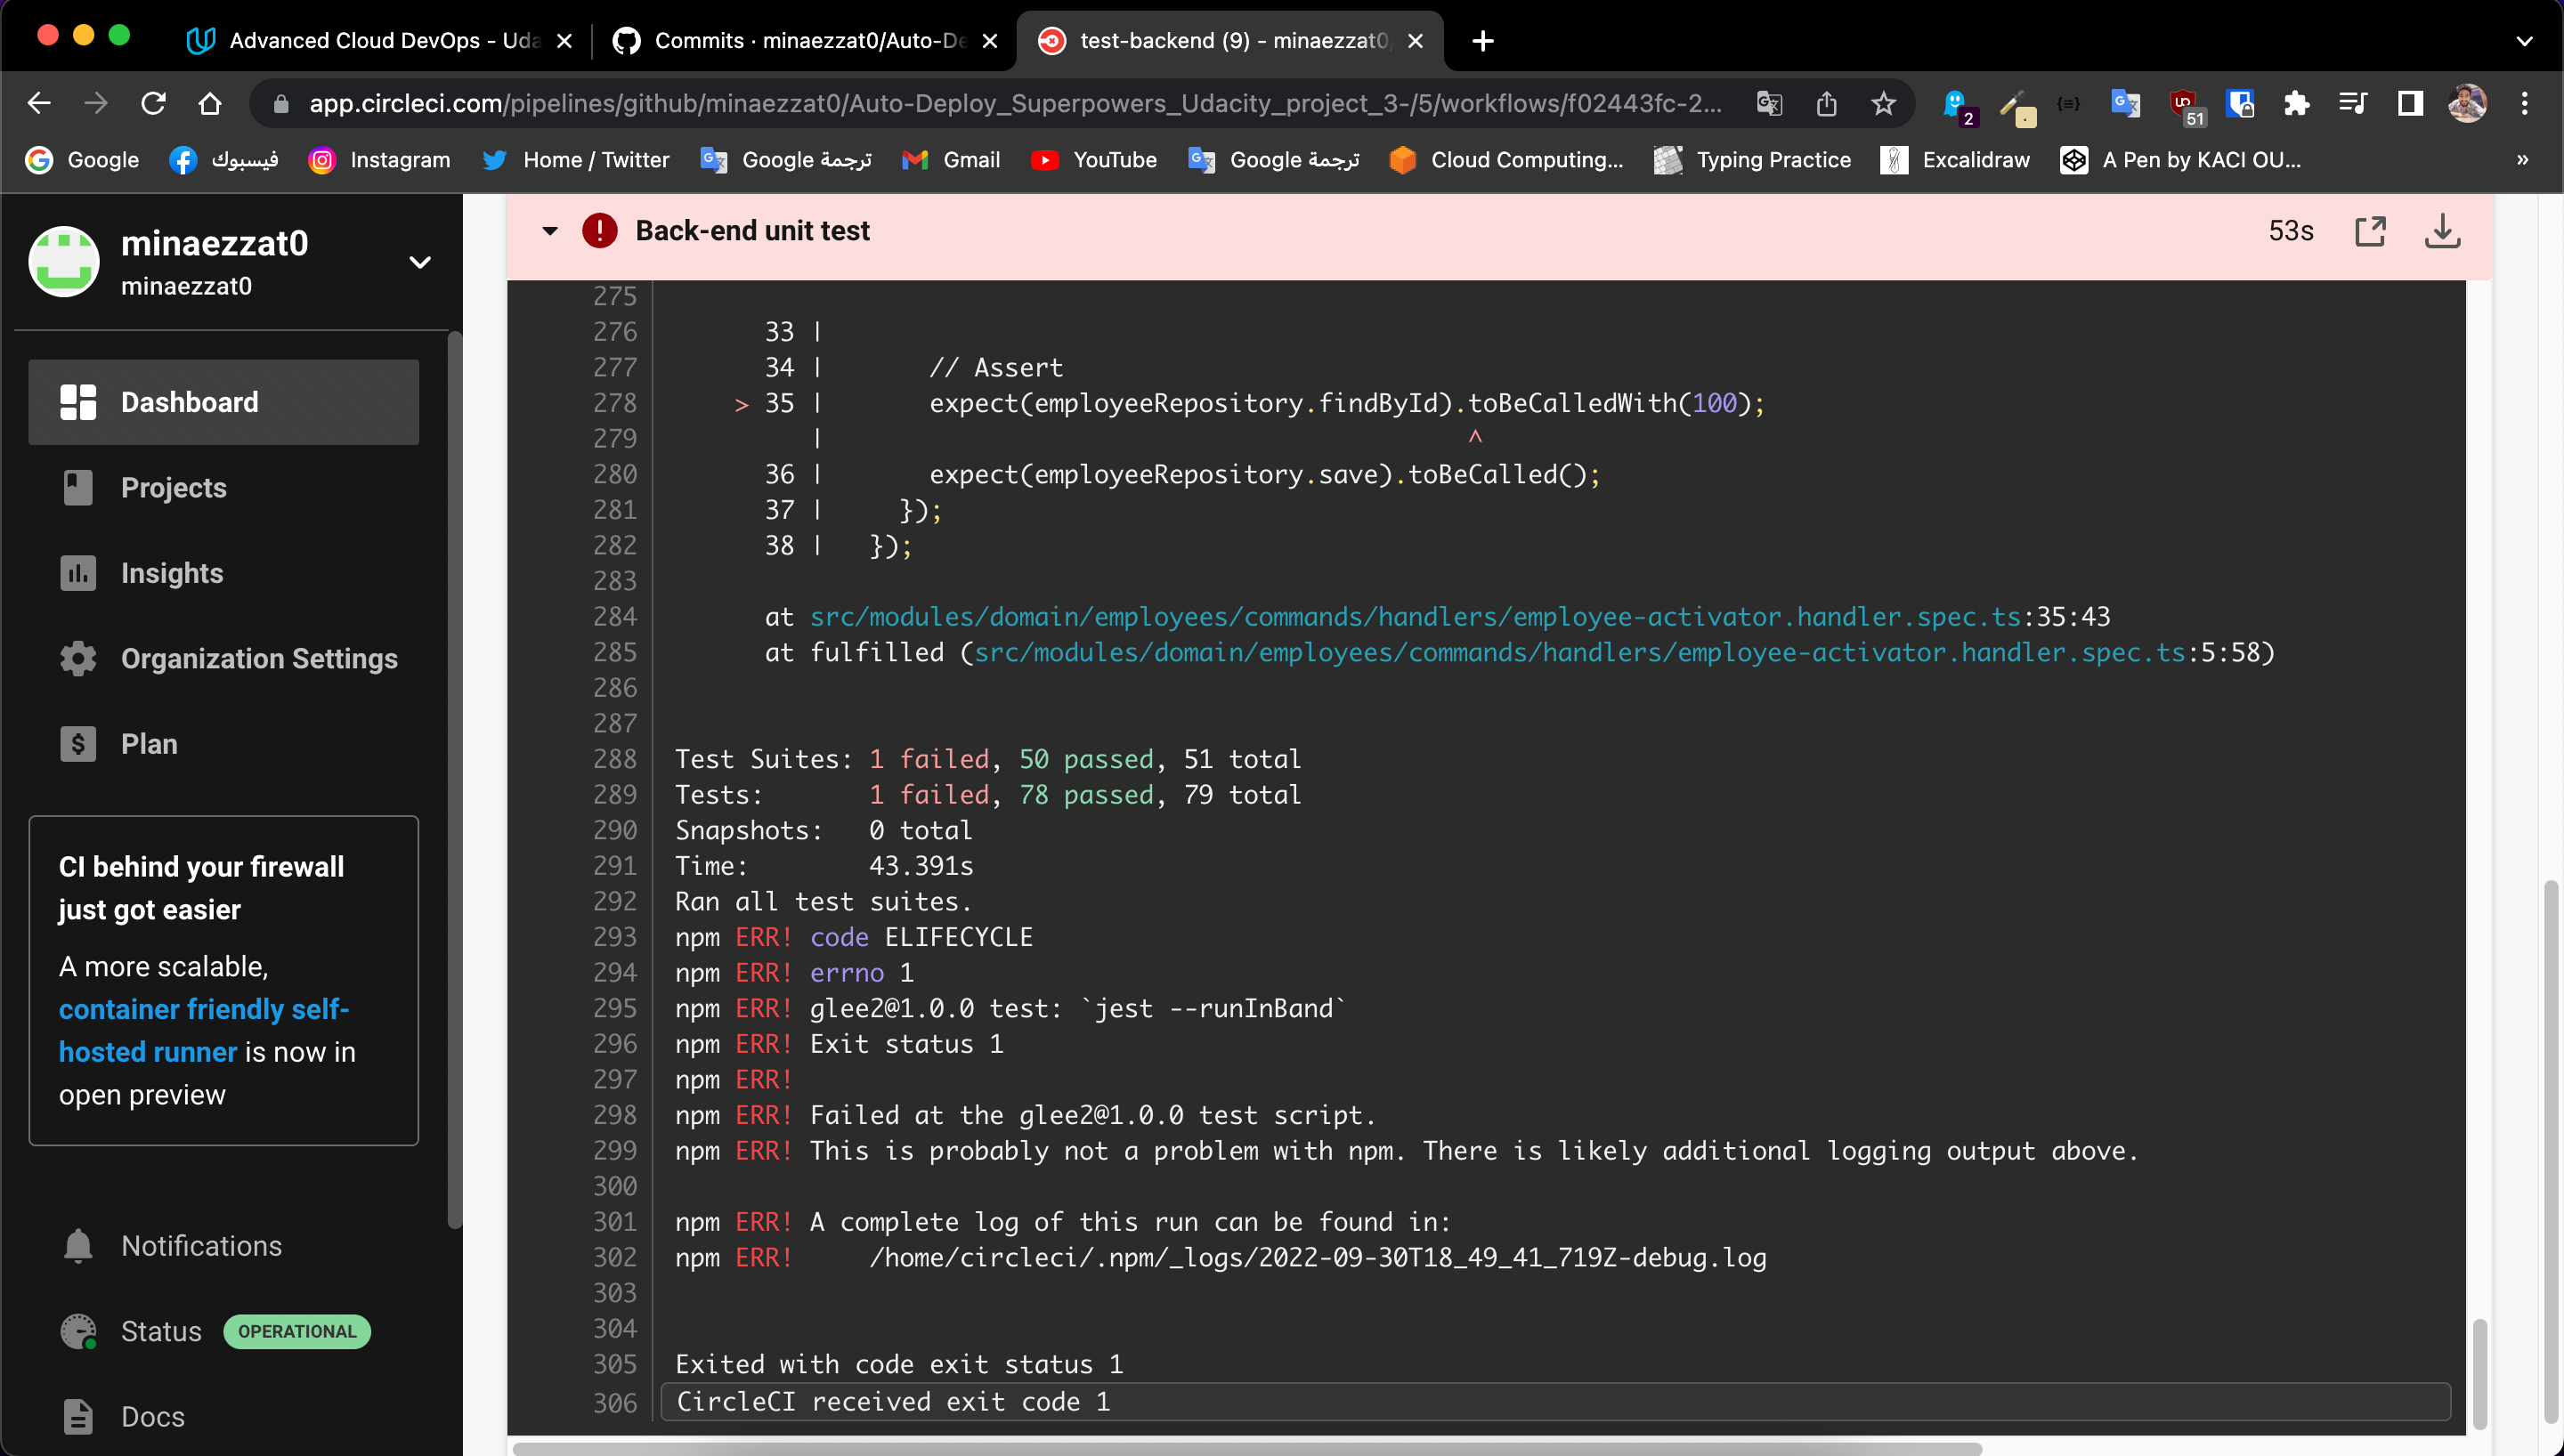 Advanced Cloud DevOps - Uda
Commits · minaezzat0/Auto-De
test-backend (9) - minaezzat0/
app.circleci.com/pipelines/github/minaezzat0/Auto-Deploy_Superpowers_Udacity_project_3-/5/workflows/f02443fc-2...
2
51
Google
فيسبوك
Instagram
Home / Twitter
Google ترجمة
Gmail
YouTube
Google ترجمة
Cloud Computing...
Typing Practice
Excalidraw
A Pen by KACI OU...
»
minaezzat0
minaezzat0
Dashboard
Projects
Insights
Organization Settings
Plan
CI behind your firewall
just got easier
A more scalable,
container friendly self-
hosted runner is now in
open preview
Notifications
Status OPERATIONAL
Docs
Back-end unit test 53s
275
276 33 |
277 34 | // Assert
278 > 35 | expect(employeeRepository.findById).toBeCalledWith(100);
279 | ^
280 36 | expect(employeeRepository.save).toBeCalled();
281 37 | });
282 38 | });
283
284 at src/modules/domain/employees/commands/handlers/employee-activator.handler.spec.ts:35:43
285 at fulfilled (src/modules/domain/employees/commands/handlers/employee-activator.handler.spec.ts:5:58)
286
287
288 Test Suites: 1 failed, 50 passed, 51 total
289 Tests: 1 failed, 78 passed, 79 total
290 Snapshots: 0 total
291 Time: 43.391s
292 Ran all test suites.
293 npm ERR! code ELIFECYCLE
294 npm ERR! errno 1
295 npm ERR! glee2@1.0.0 test: `jest --runInBand`
296 npm ERR! Exit status 1
297 npm ERR!
298 npm ERR! Failed at the glee2@1.0.0 test script.
299 npm ERR! This is probably not a problem with npm. There is likely additional logging output above.
300
301 npm ERR! A complete log of this run can be found in:
302 npm ERR! /home/circleci/.npm/_logs/2022-09-30T18_49_41_719Z-debug.log
303
304
305 Exited with code exit status 1
306 CircleCI received exit code 1